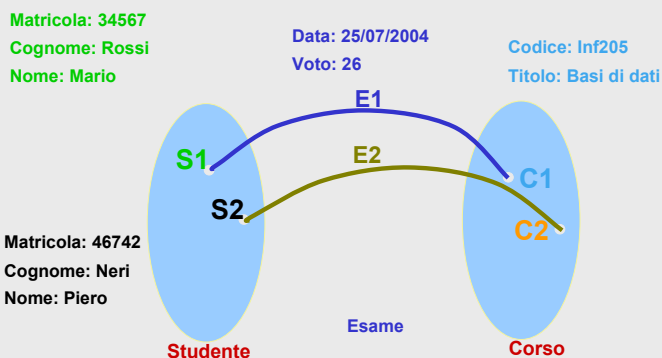 Matricola: 34567
Cognome: Rossi
Nome: Mario
Data: 25/07/2004
Voto: 26
Codice: Inf205
Titolo: Basi di dati
E1
E2
S1
C1
S2
C2
Matricola: 46742
Cognome: Neri
Nome: Piero
Esame
Studente
Corso